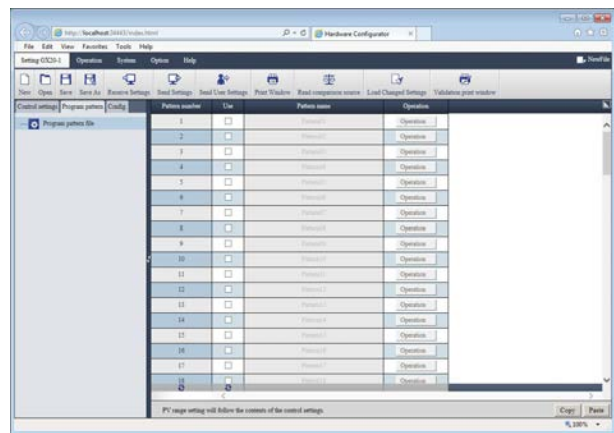 Hardware Configurator
File Edit View Favorites Tools Help
Setting GX20-1 Operation System Option Help NewFile
New Open Save Save As Receive Settings Send Settings Send User Settings Print Window Read comparison source Load Changed Settings Validation print window
Control settings Program pattern Config. Pattern number Use Pattern name Operation
Program pattern file
1 Operation
2 Operation
3 Operation
4 Operation
5 Operation
6 Operation
7 Operation
8 Operation
9 Operation
10 Operation
11 Operation
12 Operation
13 Operation
14 Operation
15 Operation
16 Operation
17 Operation
18 Operation
PV range setting will follow the contents of the control settings. Copy Paste
100%